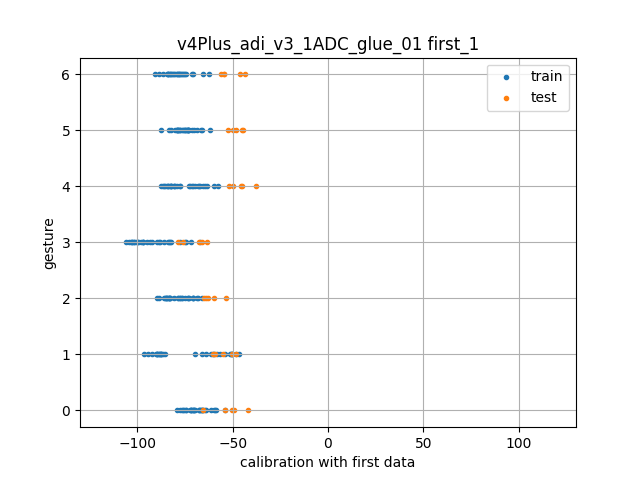 v4Plus_adi_v3_1ADC_glue_01 first_1
train
test
6
5
4
3
2
1
0
gesture
−100
−50
0
50
100
calibration with first data